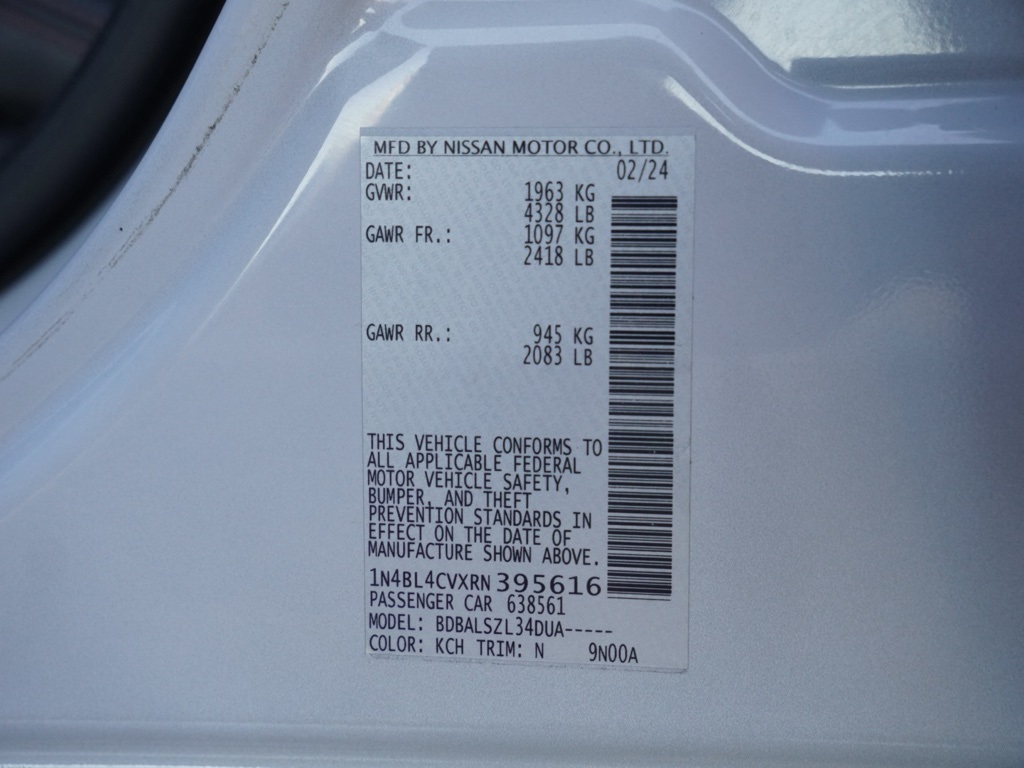 MFD BY NISSAN MOTOR CO., LTD.
DATE: 02/24
GVWR: 1963 KG
4328 LB
GAWR FR.: 1097 KG
2418 LB
GAWR RR.: 945 KG
2083 LB
THIS VEHICLE CONFORMS TO
ALL APPLICABLE FEDERAL
MOTOR VEHICLE SAFETY,
BUMPER, AND THEFT
PREVENTION STANDARDS IN
EFFECT ON THE DATE OF
MANUFACTURE SHOWN ABOVE.
1N4BL4CVXRN395616
PASSENGER CAR 638561
MODEL: BDBALSZL34DUA-----
COLOR: KCH TRIM: N 9N00A